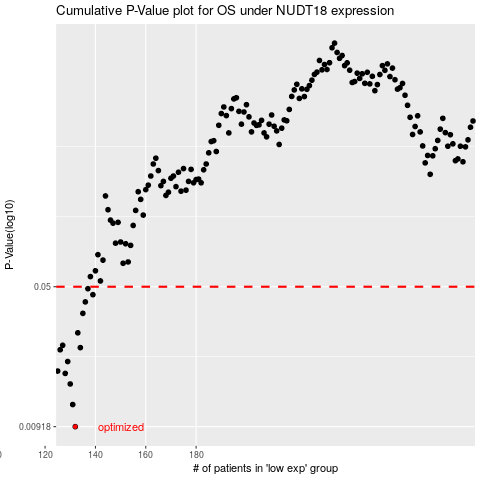 Cumulative P-Value plot for OS under NUDT18 expression
P-Value(log10)
0.05
0.00918
optimized
0
120 140 160 180
# of patients in 'low exp' group